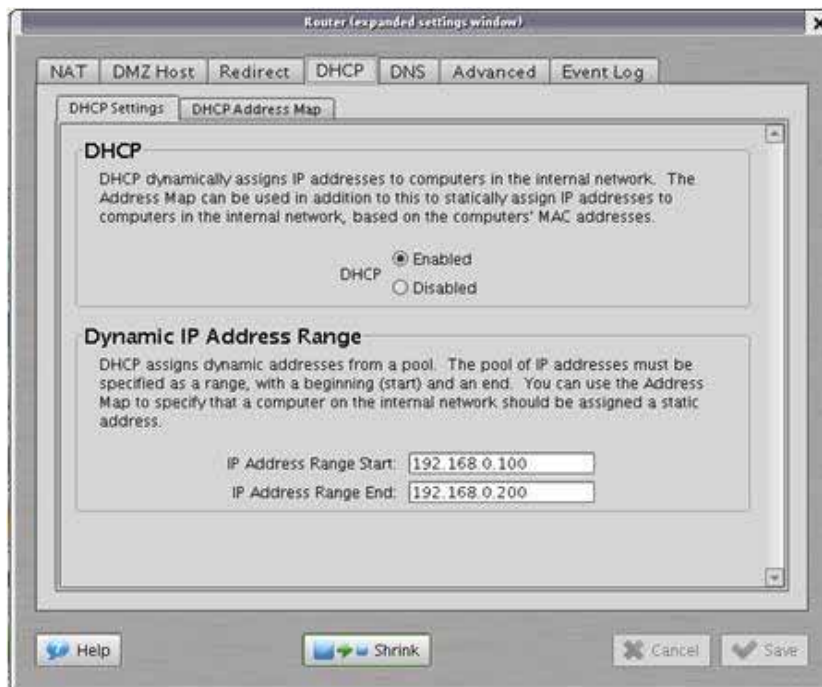 Router (expanded settings window)
NAT DMZ Host Redirect DHCP DNS Advanced Event Log
DHCP Settings DHCP Address Map
DHCP
DHCP dynamically assigns IP addresses to computers in the internal network. The
Address Map can be used in addition to this to statically assign IP addresses to
computers in the internal network, based on the computers' MAC addresses.
DHCP
Enabled
Disabled
Dynamic IP Address Range
DHCP assigns dynamic addresses from a pool. The pool of IP addresses must be
specified as a range, with a beginning (start) and an end. You can use the Address
Map to specify that a computer on the internal network should be assigned a static
address.
IP Address Range Start: 192.168.0.100
IP Address Range End: 192.168.0.200
Help Shrink Cancel Save